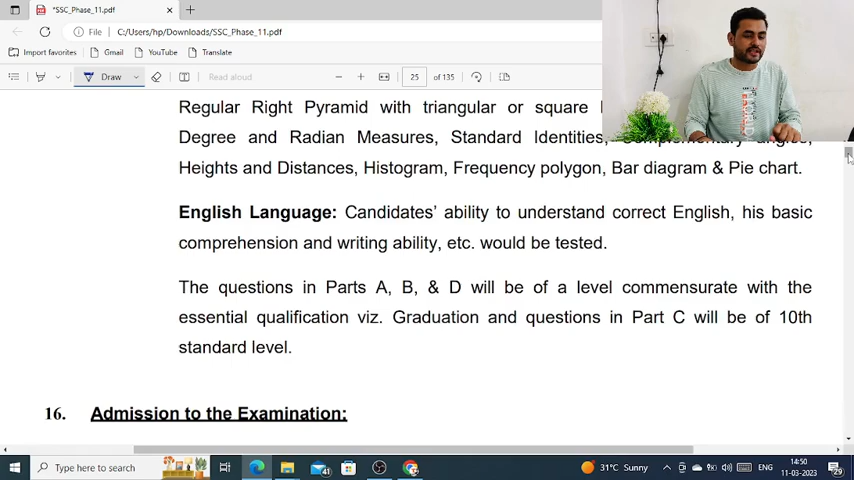 *SSC_Phase_11.pdf
File
C:/Users/hp/Downloads/SSC_Phase_11.pdf
Import favorites
Gmail
YouTube
Translate
Draw
Read aloud
25
of 135
Regular Right Pyramid with triangular or square
Degree and Radian Measures, Standard Identities, Complementary angles,
Heights and Distances, Histogram, Frequency polygon, Bar diagram & Pie chart.
English Language: Candidates' ability to understand correct English, his basic
comprehension and writing ability, etc. would be tested.
The questions in Parts A, B, & D will be of a level commensurate with the
essential qualification viz. Graduation and questions in Part C will be of 10th
standard level.
16. Admission to the Examination:
Type here to search
41
31°C Sunny
ENG
14:50
11-03-2023
29